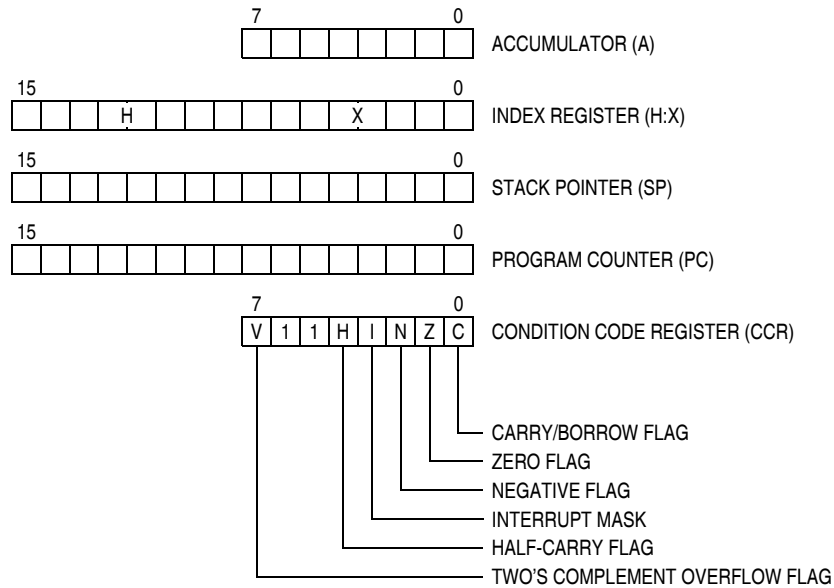 7 0
ACCUMULATOR (A)
15 0
H X INDEX REGISTER (H:X)
15 0
STACK POINTER (SP)
15 0
PROGRAM COUNTER (PC)
7 0
V 1 1 H I N Z C CONDITION CODE REGISTER (CCR)
CARRY/BORROW FLAG
ZERO FLAG
NEGATIVE FLAG
INTERRUPT MASK
HALF-CARRY FLAG
TWO'S COMPLEMENT OVERFLOW FLAG